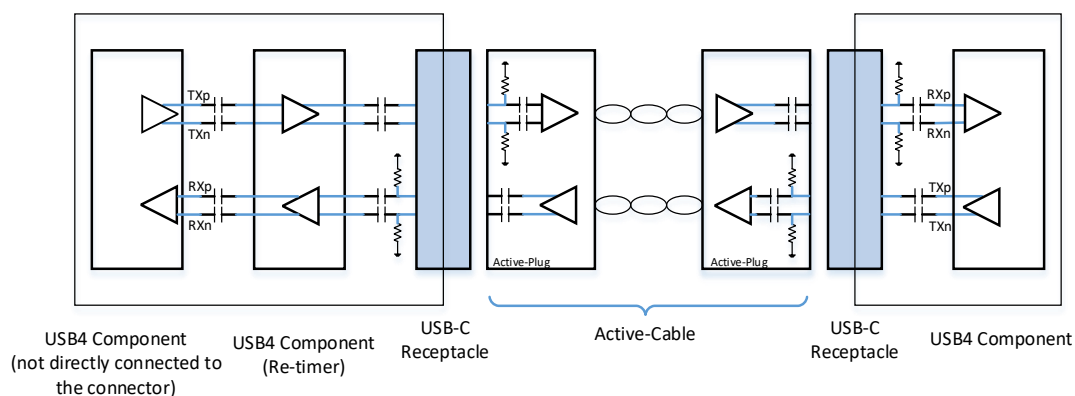 TXp
TXn
RXp
RXn
RXp
RXn
TXp
TXn
Active-Plug
Active-Plug
USB4 Component
(not directly connected to
the connector)
USB4 Component
(Re-timer)
USB-C
Receptacle
Active-Cable
USB-C
Receptacle
USB4 Component